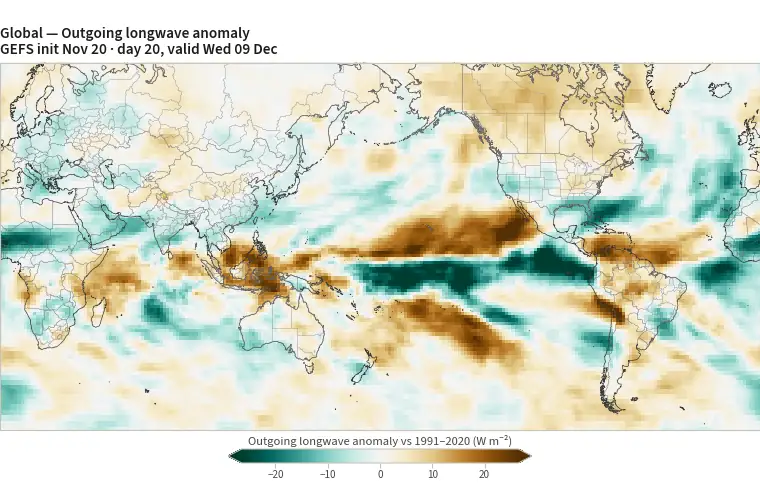 Global — Outgoing longwave anomaly
GEFS init Nov 20 · day 20, valid Wed 09 Dec
Outgoing longwave anomaly vs 1991–2020 (W m⁻²)
−20 −10 0 10 20